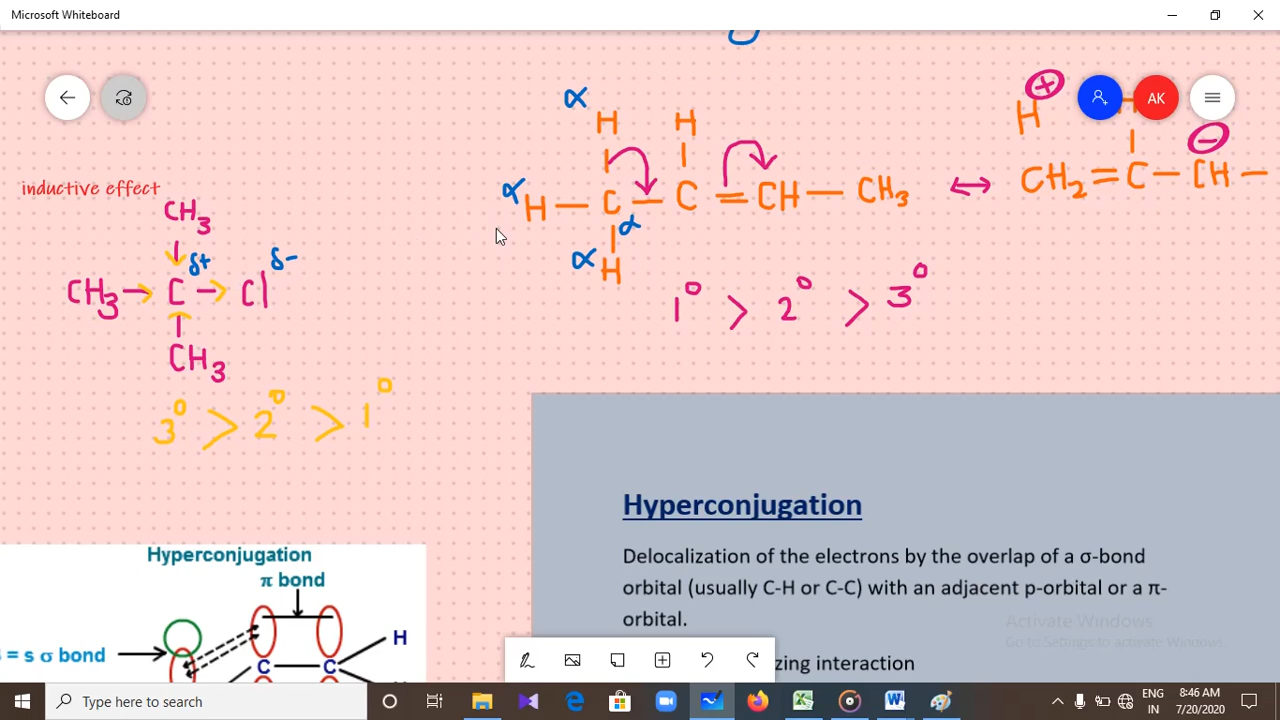 Microsoft Whiteboard
AK
inductive effect
CH3
CH3 → C δ+ → Cl δ-
CH3
3° > 2° > 1°
α H H
α H — C — C = CH — CH3 ↔ CH2 = C — CH —
α
α H
H ⊕ ⊖
1° > 2° > 3°
Hyperconjugation
π bond
= s σ bond
H
C C
Hyperconjugation
Delocalization of the electrons by the overlap of a σ-bond
orbital (usually C-H or C-C) with an adjacent p-orbital or a π-
orbital.
zing interaction
Activate Windows
Go to Settings to activate Windows.
Type here to search
ENG
IN
8:46 AM
7/20/2020